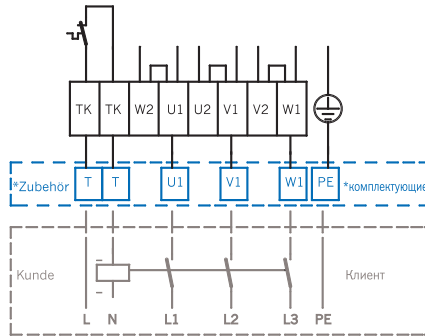 TK TK W2 U1 U2 V1 V2 W1
*Zubehör T T U1 V1 W1 PE *комплектующие
Kunde Клиент
L N L1 L2 L3 PE